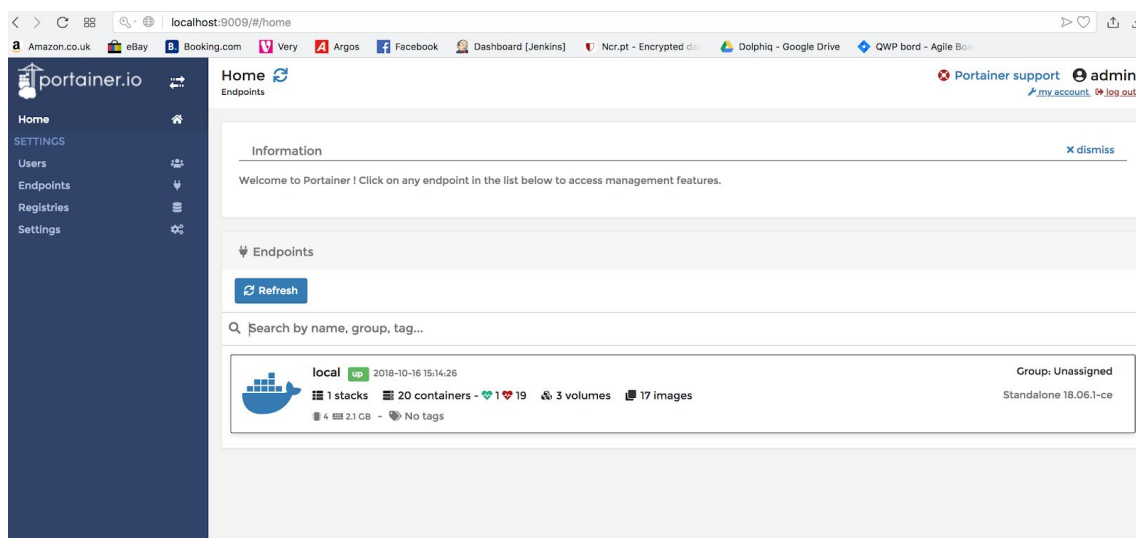 localhost:9009/#/home
a Amazon.co.uk eBay B. Booking.com V Very A Argos f Facebook Dashboard [Jenkins] Ncr.pt - Encrypted da Dolphiq - Google Drive QWP bord - Agile Boa
portainer.io
Home
SETTINGS
Users
Endpoints
Registries
Settings
Home
Endpoints
Portainer support admin
my account log out
Information
× dismiss
Welcome to Portainer ! Click on any endpoint in the list below to access management features.
Endpoints
Refresh
Search by name, group, tag...
local up 2018-10-16 15:14:26
Group: Unassigned
1 stacks 20 containers - 1 19 3 volumes 17 images
Standalone 18.06.1-ce
4 2.1 GB - No tags